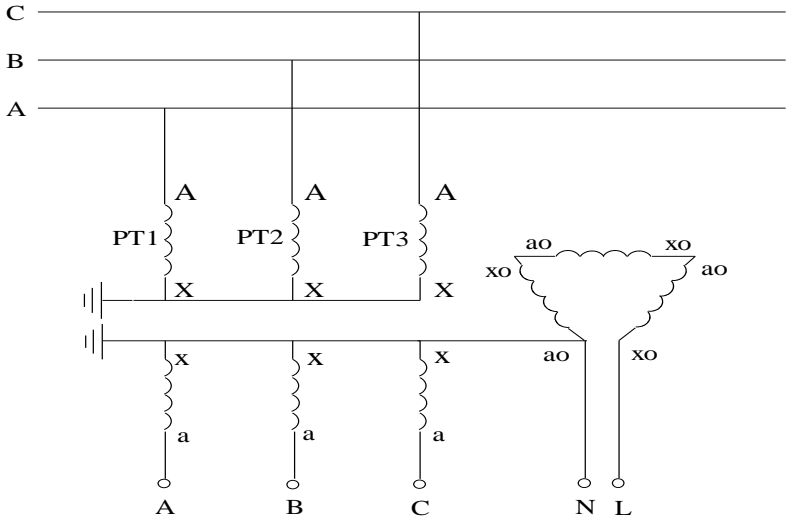 C
B
A
A A A
PT1 PT2 PT3
ao xo
xo ao
X X X
x x x ao xo
a a a
A B C N L